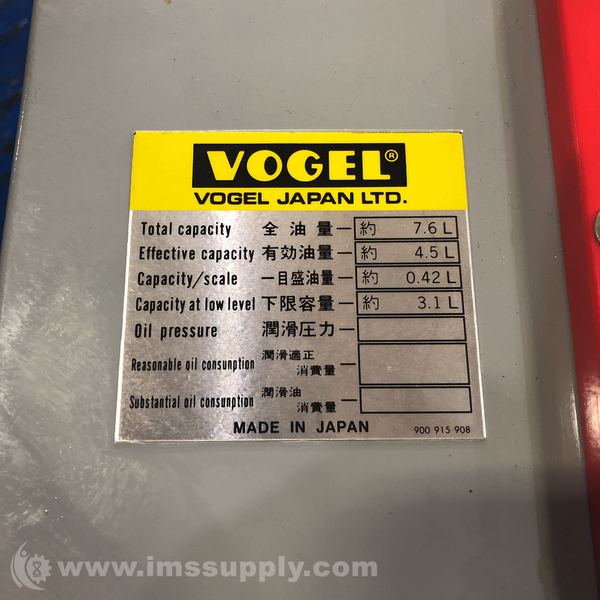 VOGEL®
VOGEL JAPAN LTD.
Total capacity 全油量 — 約 7.6 L
Effective capacity 有効油量 — 約 4.5 L
Capacity/scale 一目盛油量 — 約 0.42 L
Capacity at low level 下限容量 — 約 3.1 L
Oil pressure 潤滑圧力 —
Reasonable oil consunption 潤滑適正消費量 —
Substantial oil consunption 潤滑油消費量 —
MADE IN JAPAN 900 915 908
www.imssupply.com